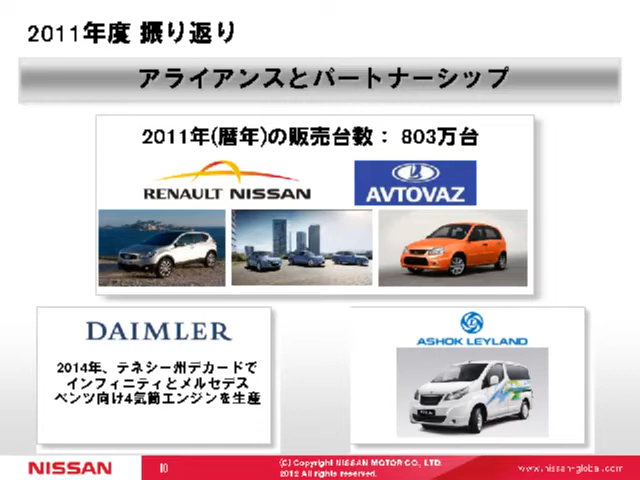 2011年度 振り返り
アライアンスとパートナーシップ
2011年(暦年)の販売台数： 803万台
RENAULT NISSAN
AVTOVAZ
DAIMLER
2014年、テネシー州デカードで
インフィニティとメルセデス
ベンツ向け4気筒エンジンを生産
ASHOK LEYLAND
NISSAN
10
(C) Copyright NISSAN MOTOR CO., LTD.
2012 All rights reserved.
www.nissan-global.com